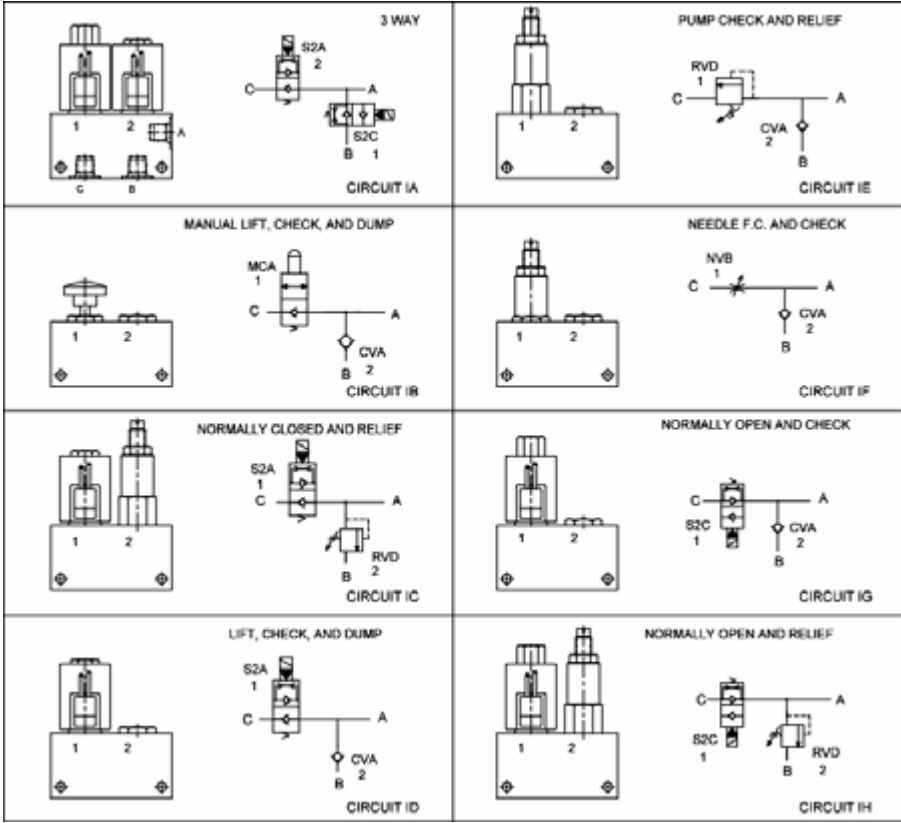 3 WAY
S2A
2
C
A
1
2
A
S2C
B
1
C
B
CIRCUIT IA
PUMP CHECK AND RELIEF
RVD
1
C
A
CVA
2
1
2
B
CIRCUIT IE
MANUAL LIFT, CHECK, AND DUMP
MCA
1
C
A
1
2
CVA
B
2
CIRCUIT IB
NEEDLE F.C. AND CHECK
NVB
1
C
A
CVA
1
2
2
B
CIRCUIT IF
NORMALLY CLOSED AND RELIEF
S2A
1
C
A
1
2
RVD
B
2
CIRCUIT IC
NORMALLY OPEN AND CHECK
C
A
S2C
CVA
1
2
1
2
B
CIRCUIT IG
LIFT, CHECK, AND DUMP
S2A
1
C
A
1
2
CVA
B
2
CIRCUIT ID
NORMALLY OPEN AND RELIEF
C
A
1
2
S2C
1
RVD
B
2
CIRCUIT IH